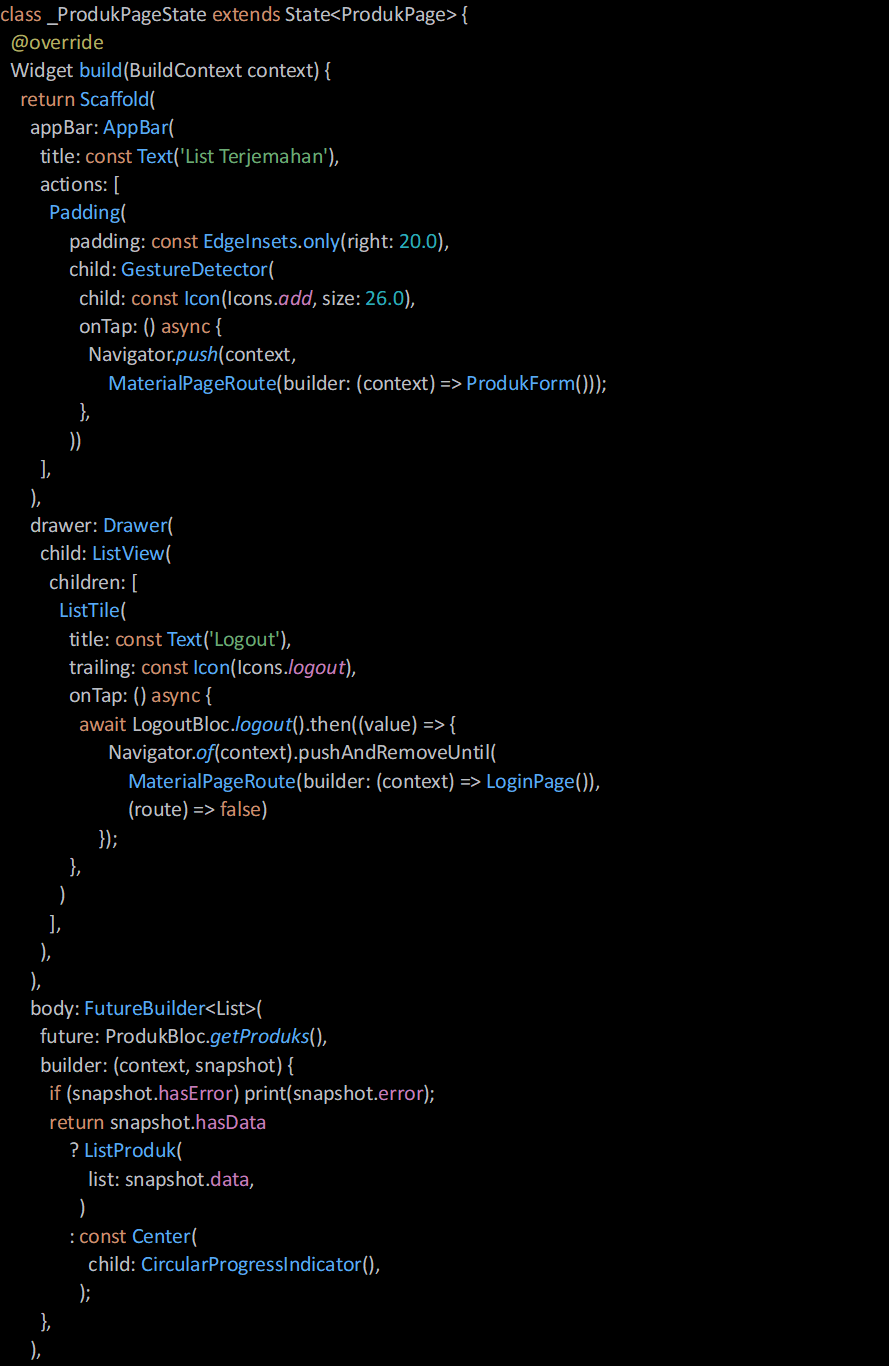 class _ProdukPageState extends State<ProdukPage> {
  @override
  Widget build(BuildContext context) {
    return Scaffold(
      appBar: AppBar(
        title: const Text('List Terjemahan'),
        actions: [
          Padding(
              padding: const EdgeInsets.only(right: 20.0),
              child: GestureDetector(
                child: const Icon(Icons.add, size: 26.0),
                onTap: () async {
                  Navigator.push(context,
                      MaterialPageRoute(builder: (context) => ProdukForm()));
                },
              ))
        ],
      ),
      drawer: Drawer(
        child: ListView(
          children: [
            ListTile(
              title: const Text('Logout'),
              trailing: const Icon(Icons.logout),
              onTap: () async {
                await LogoutBloc.logout().then((value) => {
                      Navigator.of(context).pushAndRemoveUntil(
                          MaterialPageRoute(builder: (context) => LoginPage()),
                          (route) => false)
                    });
              },
            )
          ],
        ),
      ),
      body: FutureBuilder<List>(
        future: ProdukBloc.getProduks(),
        builder: (context, snapshot) {
          if (snapshot.hasError) print(snapshot.error);
          return snapshot.hasData
              ? ListProduk(
                  list: snapshot.data,
                )
              : const Center(
                  child: CircularProgressIndicator(),
                );
        },
      ),